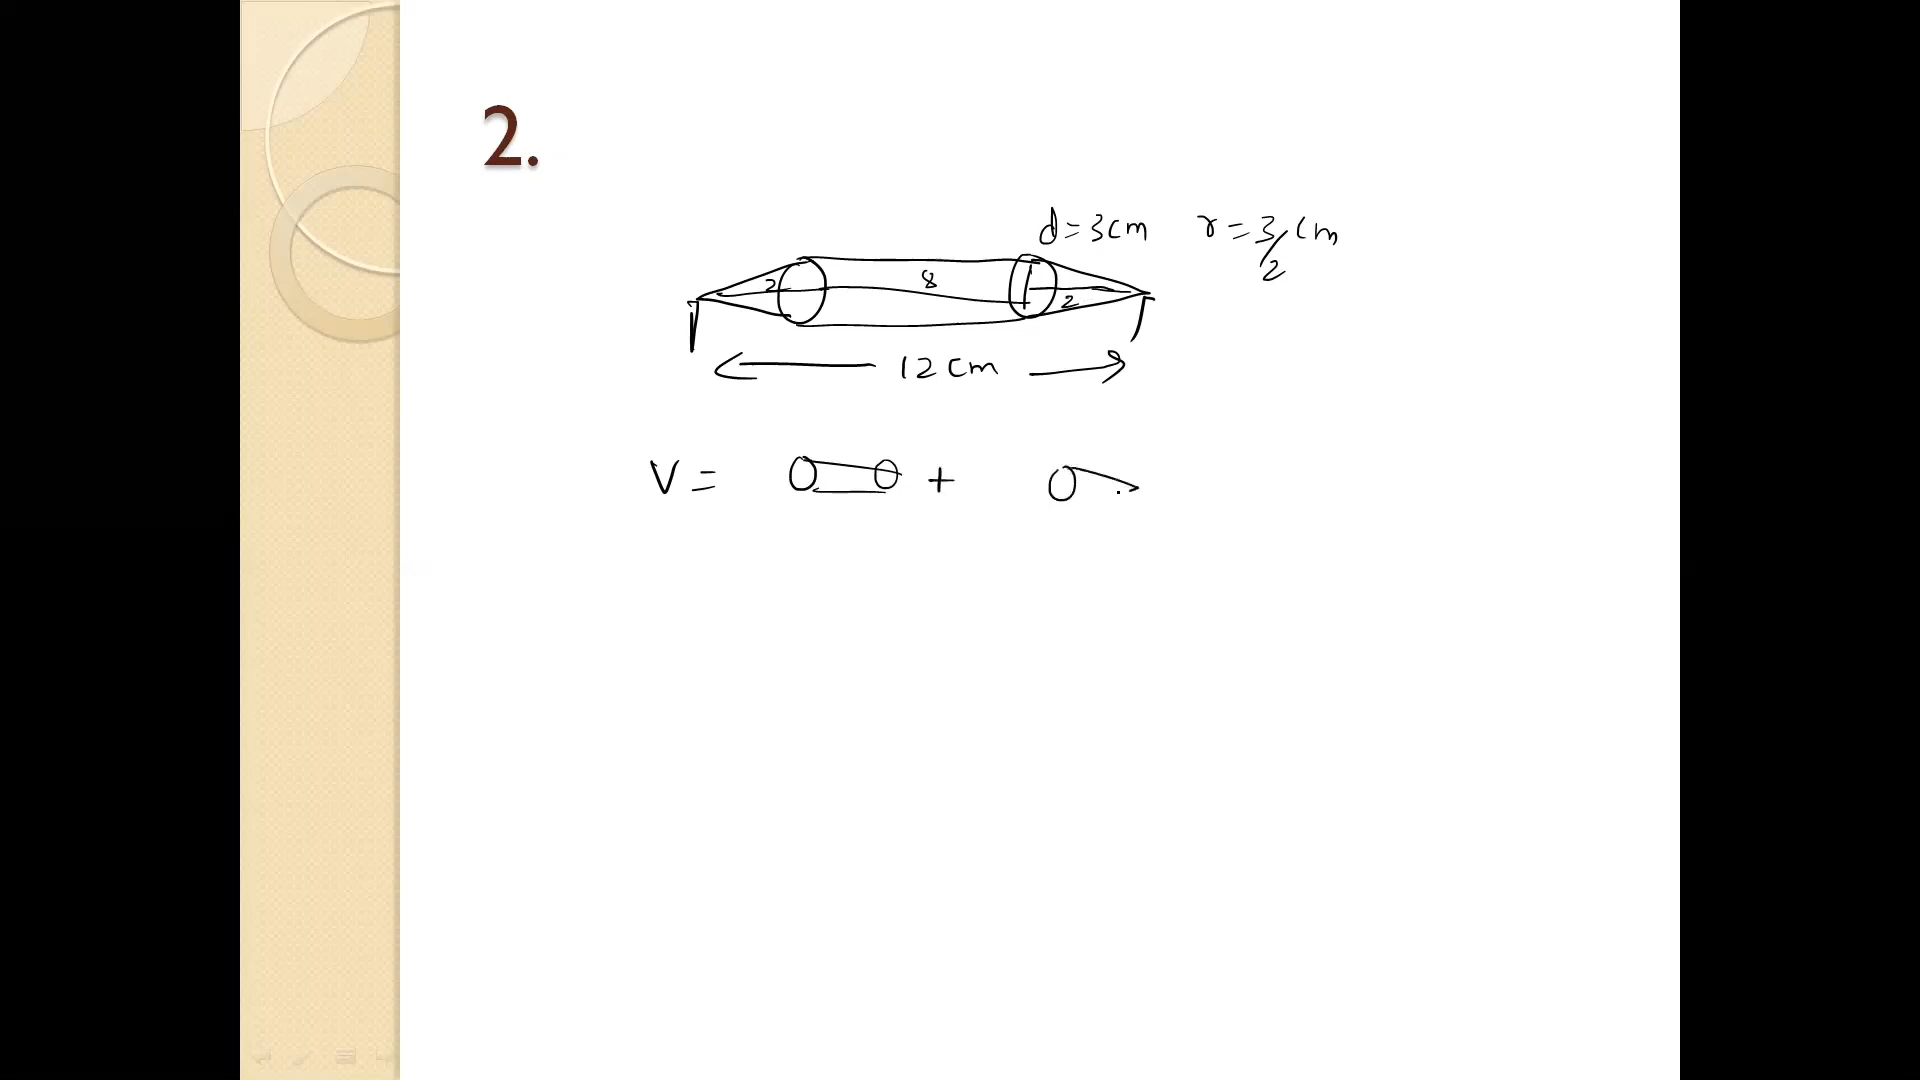 2.
d = 3cm r = 3/2 cm
2 8 2
12 cm
V = +